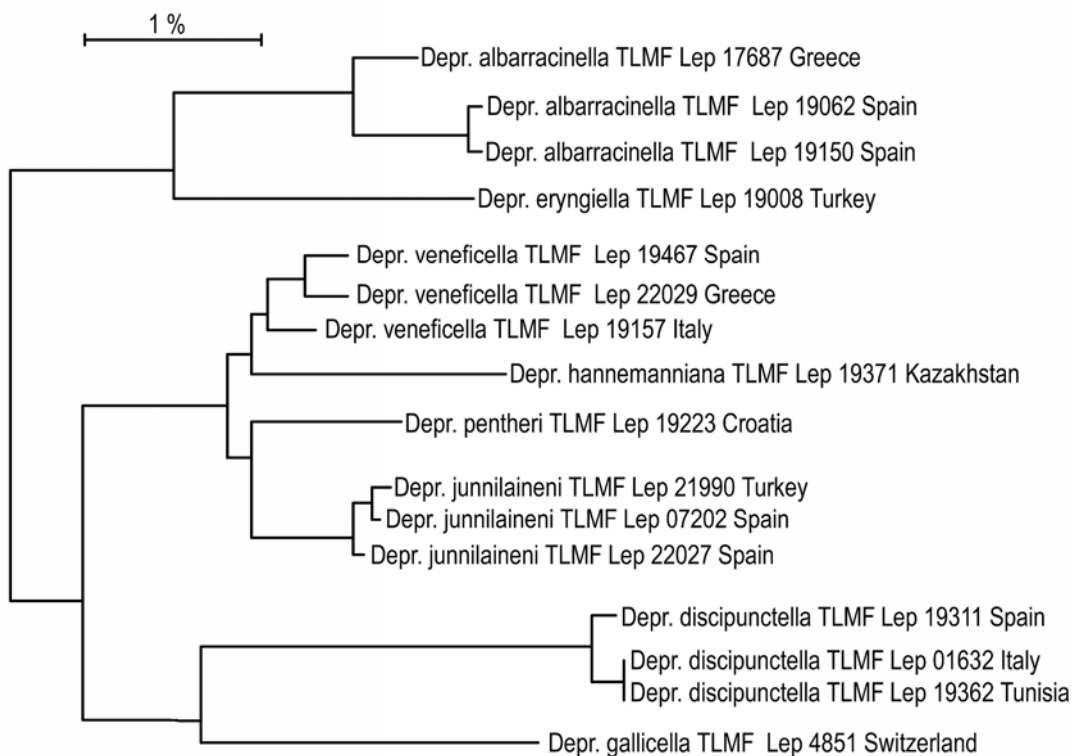 1 %
Depr. albarracinella TLMF Lep 17687 Greece
Depr. albarracinella TLMF Lep 19062 Spain
Depr. albarracinella TLMF Lep 19150 Spain
Depr. eryngiella TLMF Lep 19008 Turkey
Depr. veneficella TLMF Lep 19467 Spain
Depr. veneficella TLMF Lep 22029 Greece
Depr. veneficella TLMF Lep 19157 Italy
Depr. hannemanniana TLMF Lep 19371 Kazakhstan
Depr. pentheri TLMF Lep 19223 Croatia
Depr. junnilaineni TLMF Lep 21990 Turkey
Depr. junnilaineni TLMF Lep 07202 Spain
Depr. junnilaineni TLMF Lep 22027 Spain
Depr. discipunctella TLMF Lep 19311 Spain
Depr. discipunctella TLMF Lep 01632 Italy
Depr. discipunctella TLMF Lep 19362 Tunisia
Depr. gallicella TLMF Lep 4851 Switzerland